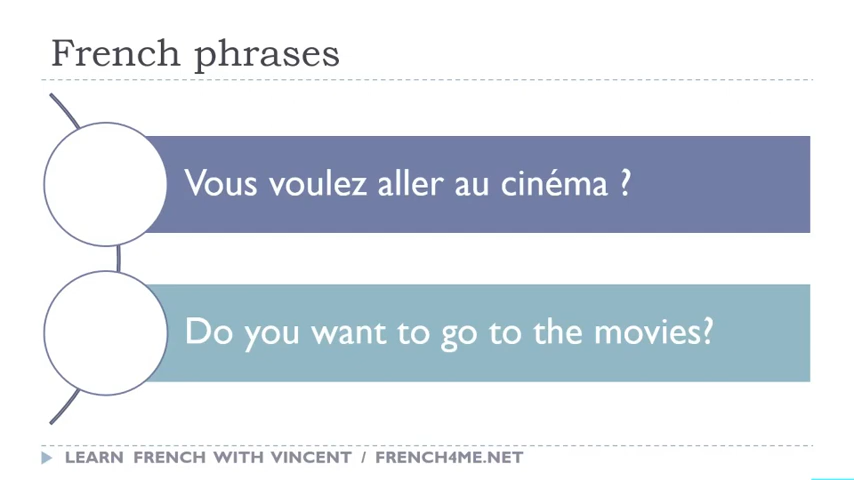 French phrases
Vous voulez aller au cinéma ?
Do you want to go to the movies?
LEARN FRENCH WITH VINCENT / FRENCH4ME.NET